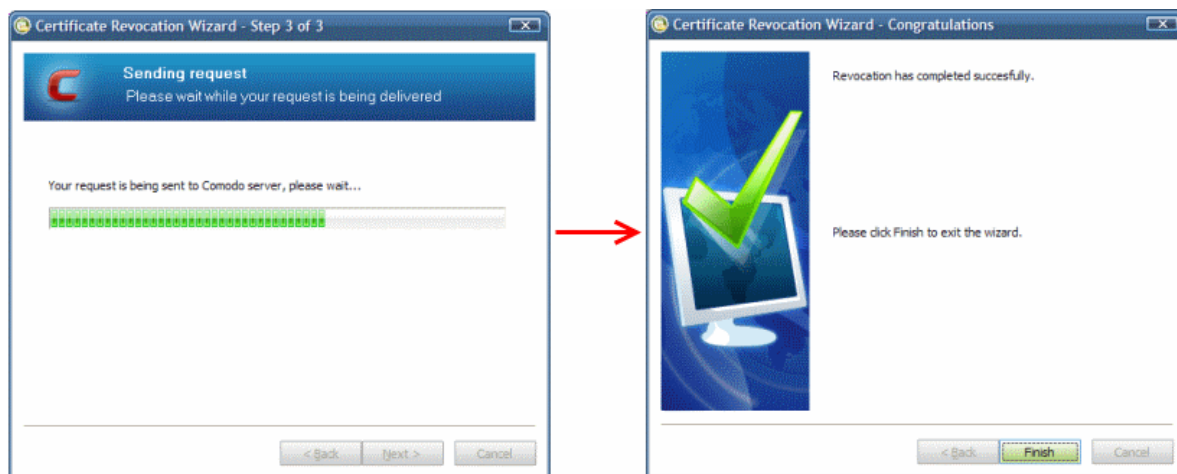 Certificate Revocation Wizard - Step 3 of 3
Sending request
Please wait while your request is being delivered
Your request is being sent to Comodo server, please wait...
< Back Next > Cancel
Certificate Revocation Wizard - Congratulations
Revocation has completed succesfully.
Please click Finish to exit the wizard.
< Back Finish Cancel